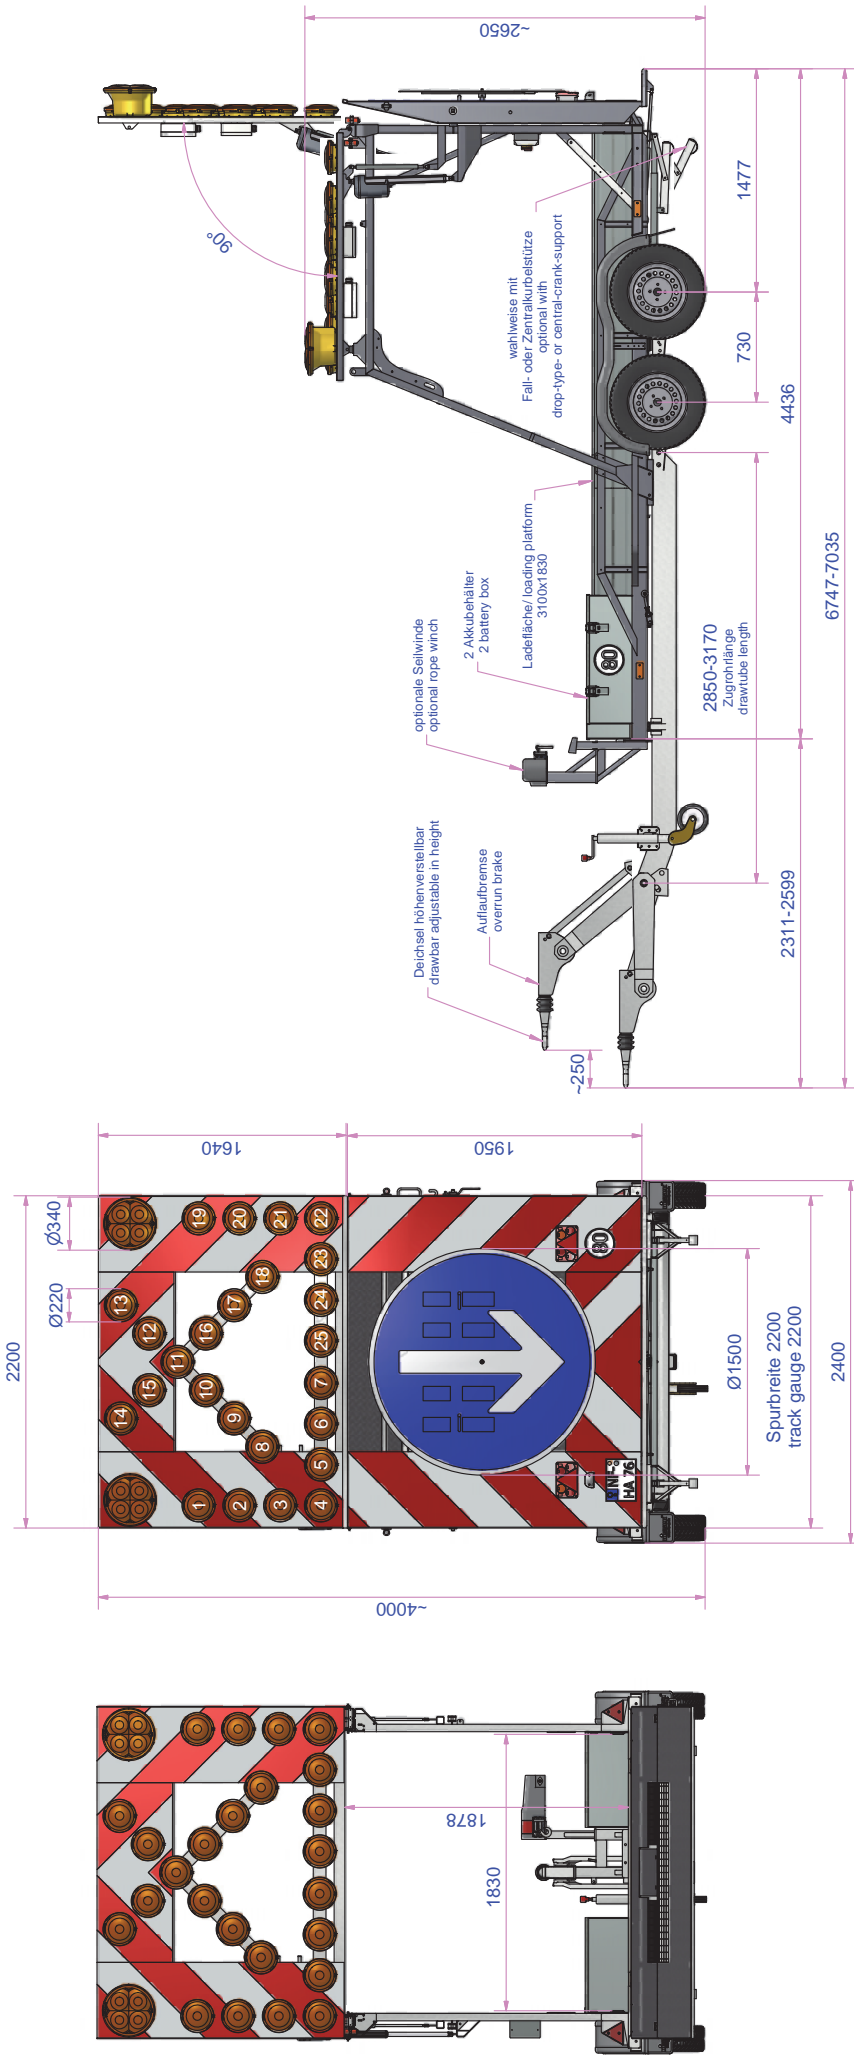 ~2650
90°
wahlweise mit
Fall- oder Zentralkurbelstütze
optional with
drop-type- or central-crank-support
1477
730
4436
6747-7035
Ladefläche/ loading platform
3100x1830
2 Akkubehälter
2 battery box
optionale Seilwinde
optional rope winch
80
2850-3170
Zugrohrlänge
drawtube length
Deichsel höhenverstellbar
drawbar adjustable in height
Auflaufbremse
overrun brake
2311-2599
~250
1640
1950
2200
Ø340
Ø220
19
20
21
22
13
18
23
12
17
24
16
11
25
15
10
7
14
9
6
8
5
1
2
3
4
80
NF-
HA 76
Ø1500
Spurbreite 2200
track gauge 2200
2400
~4000
1878
1830